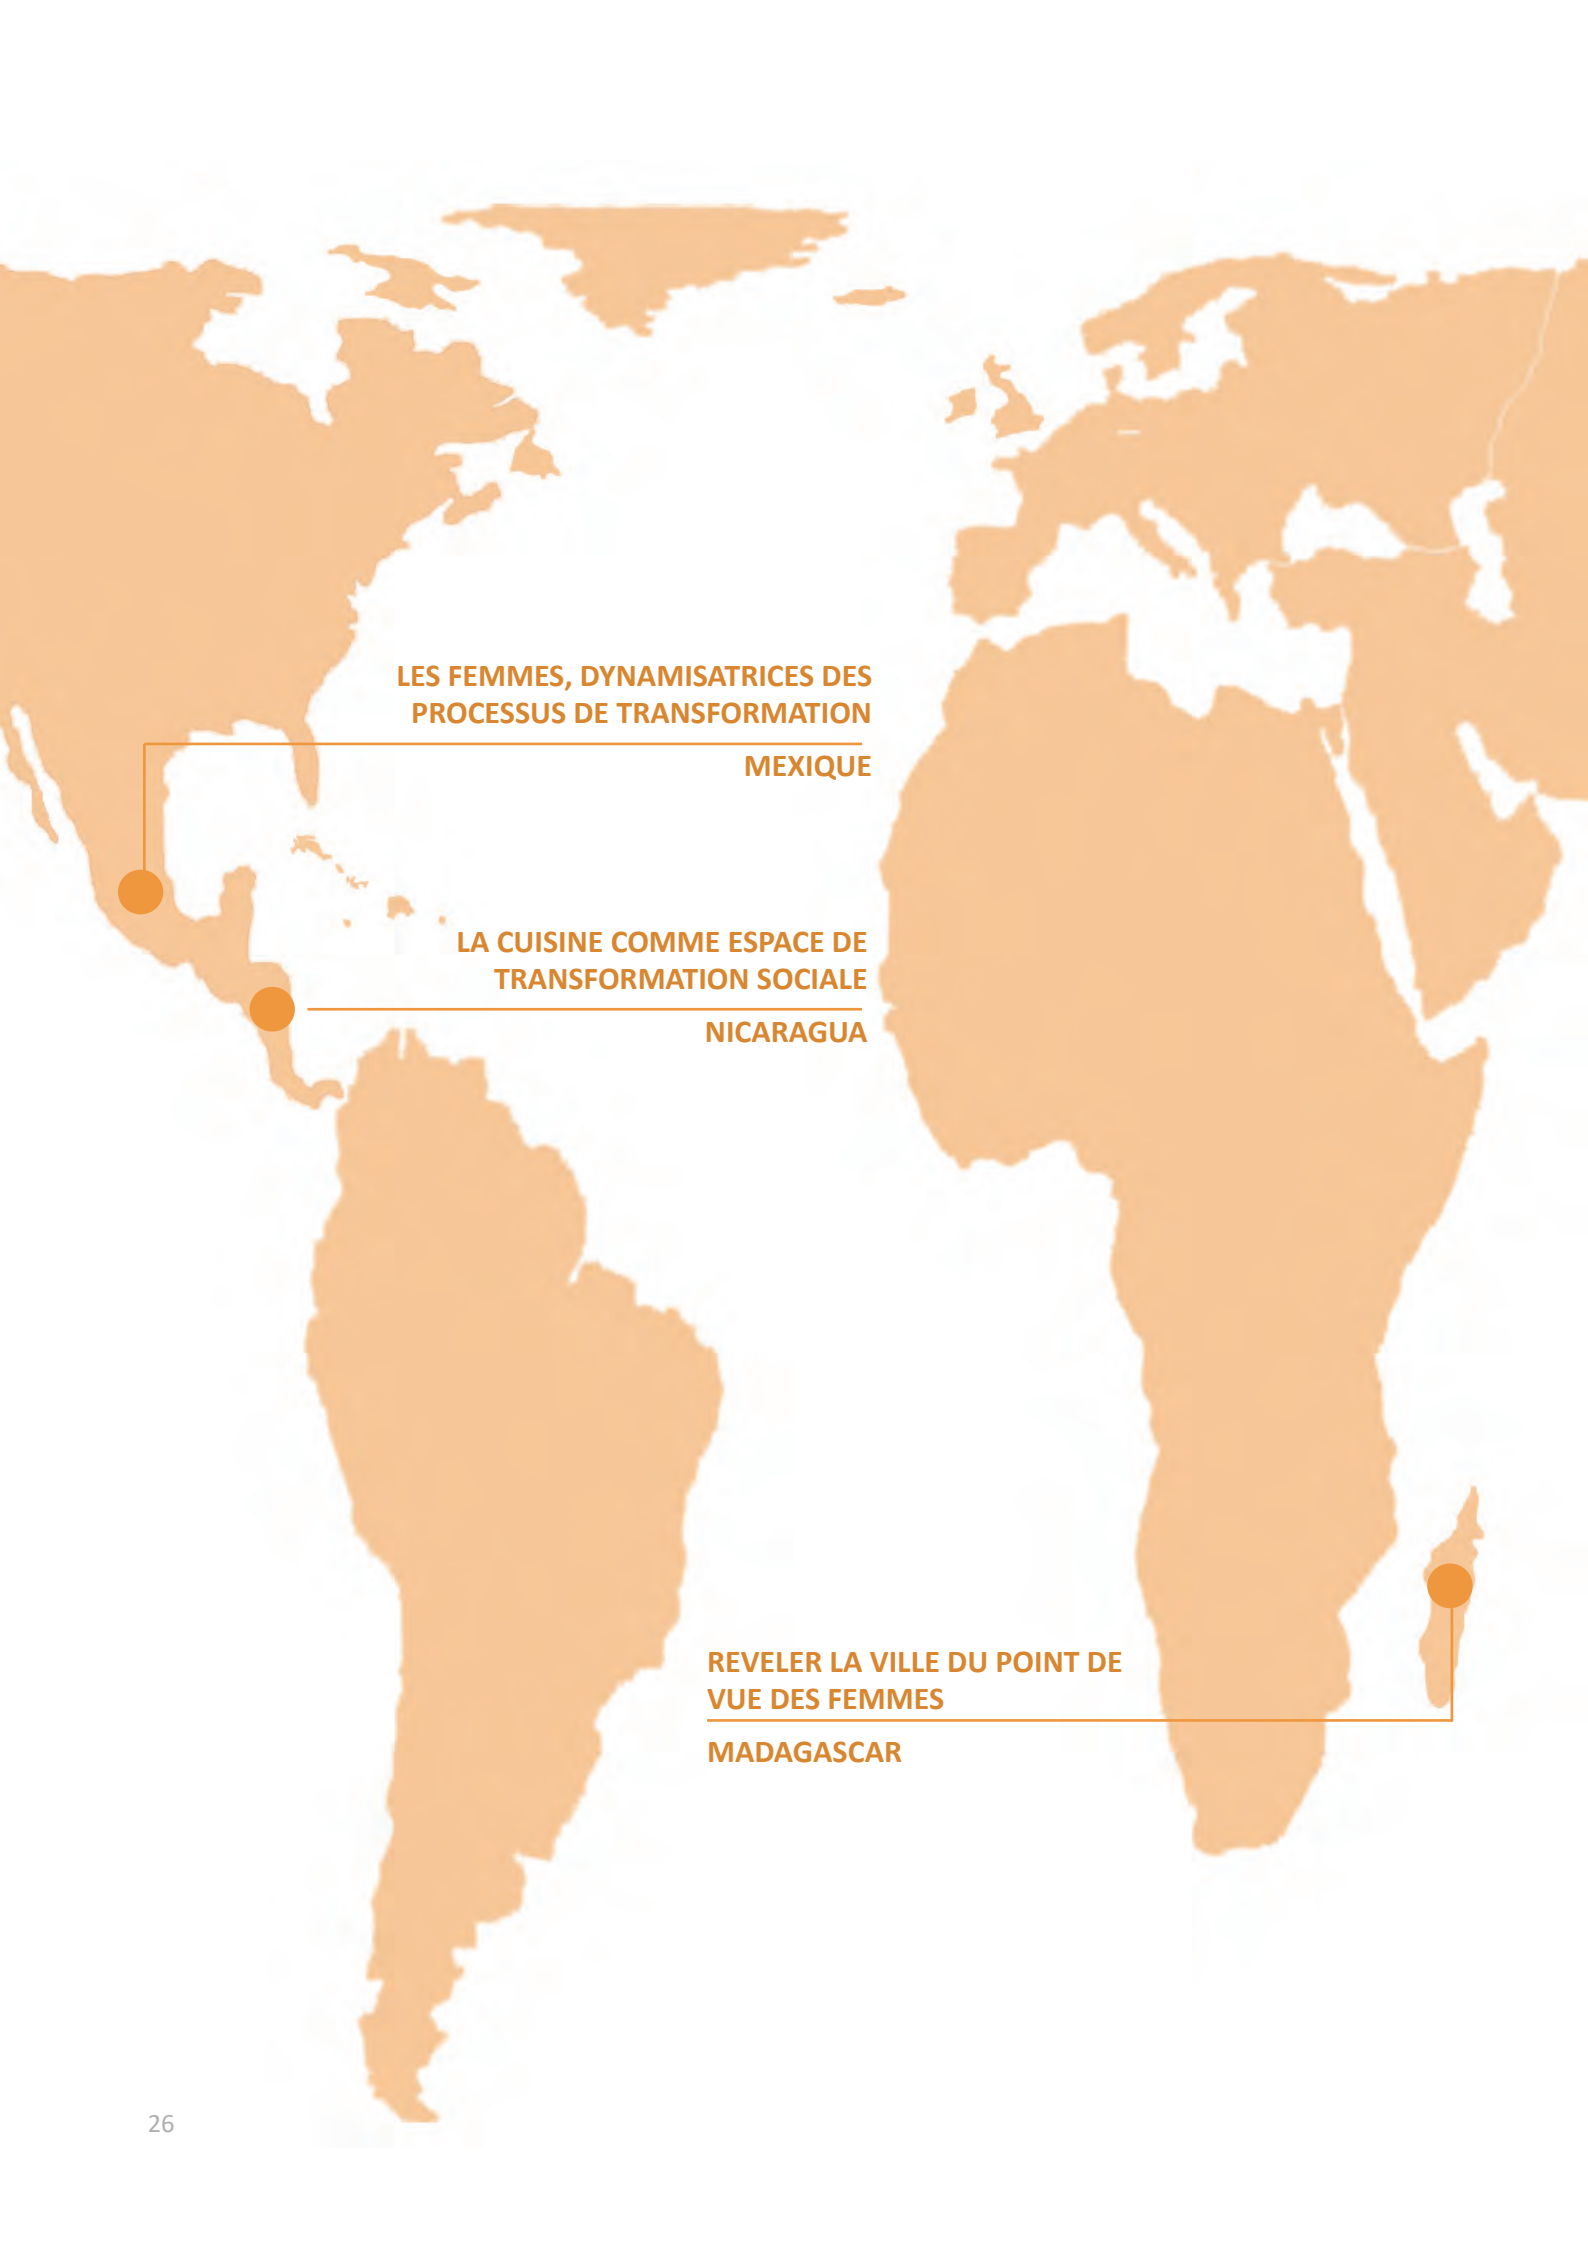 LES FEMMES, DYNAMISATRICES DES
PROCESSUS DE TRANSFORMATION
MEXIQUE
LA CUISINE COMME ESPACE DE
TRANSFORMATION SOCIALE
NICARAGUA
REVELER LA VILLE DU POINT DE
VUE DES FEMMES
MADAGASCAR
26